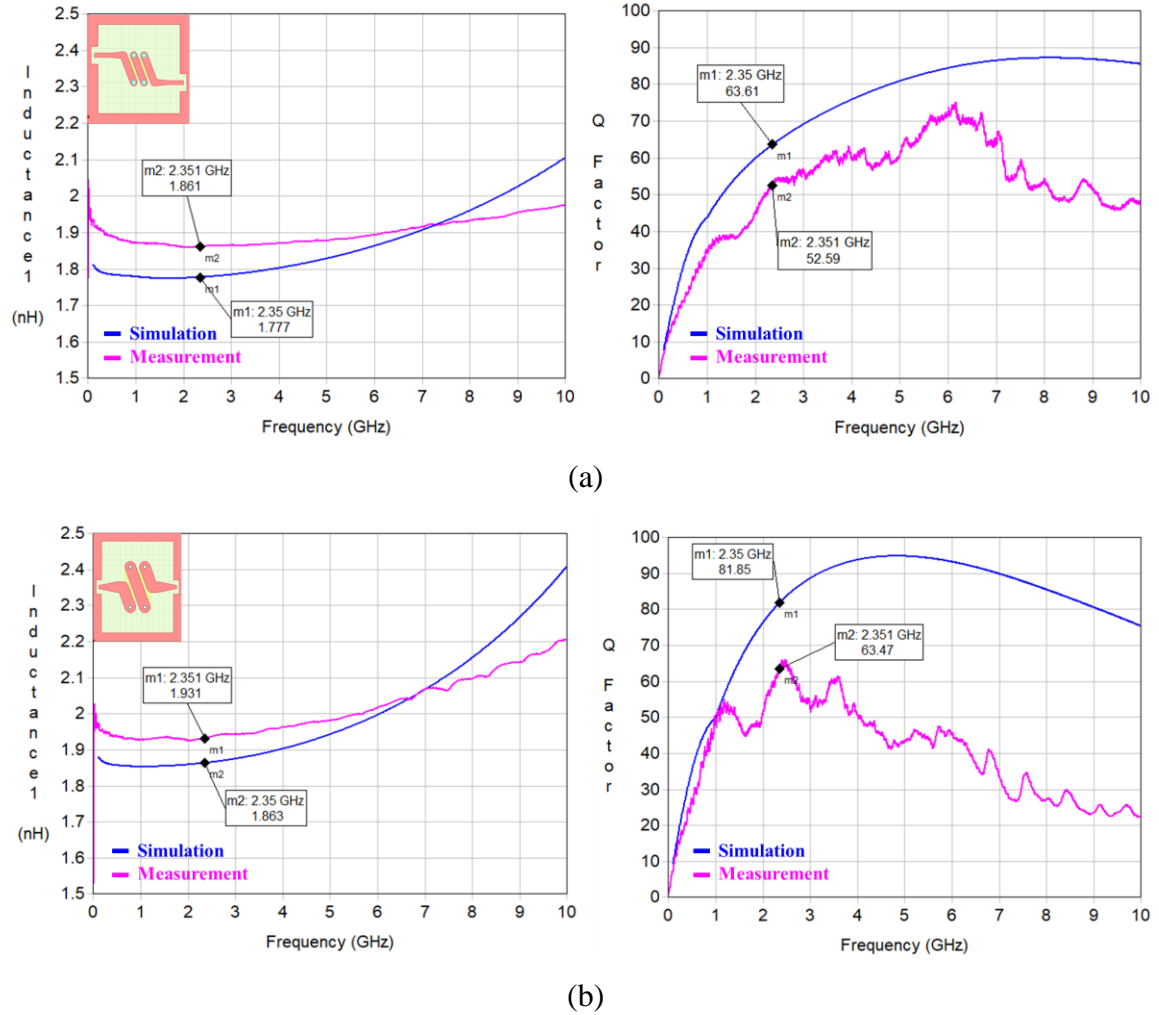 2.5
2.4
2.3
2.2
2.1
2
1.9
1.8
1.7
1.6
1.5
Inductance1
(nH)
m2: 2.351 GHz
1.861
m2
m1
m1: 2.35 GHz
1.777
Simulation
Measurement
0 1 2 3 4 5 6 7 8 9 10
Frequency (GHz)
100
90
80
70
60
50
40
30
20
10
0
Q Factor
m1: 2.35 GHz
63.61
m1
m2
m2: 2.351 GHz
52.59
Simulation
Measurement
0 1 2 3 4 5 6 7 8 9 10
Frequency (GHz)
(a)
2.5
2.4
2.3
2.2
2.1
2
1.9
1.8
1.7
1.6
1.5
Inductance1
(nH)
m1: 2.351 GHz
1.931
m1
m2
m2: 2.35 GHz
1.863
Simulation
Measurement
0 1 2 3 4 5 6 7 8 9 10
Frequency (GHz)
100
90
80
70
60
50
40
30
20
10
0
Q Factor
m1: 2.35 GHz
81.85
m1
m2: 2.351 GHz
63.47
m2
Simulation
Measurement
0 1 2 3 4 5 6 7 8 9 10
Frequency (GHz)
(b)